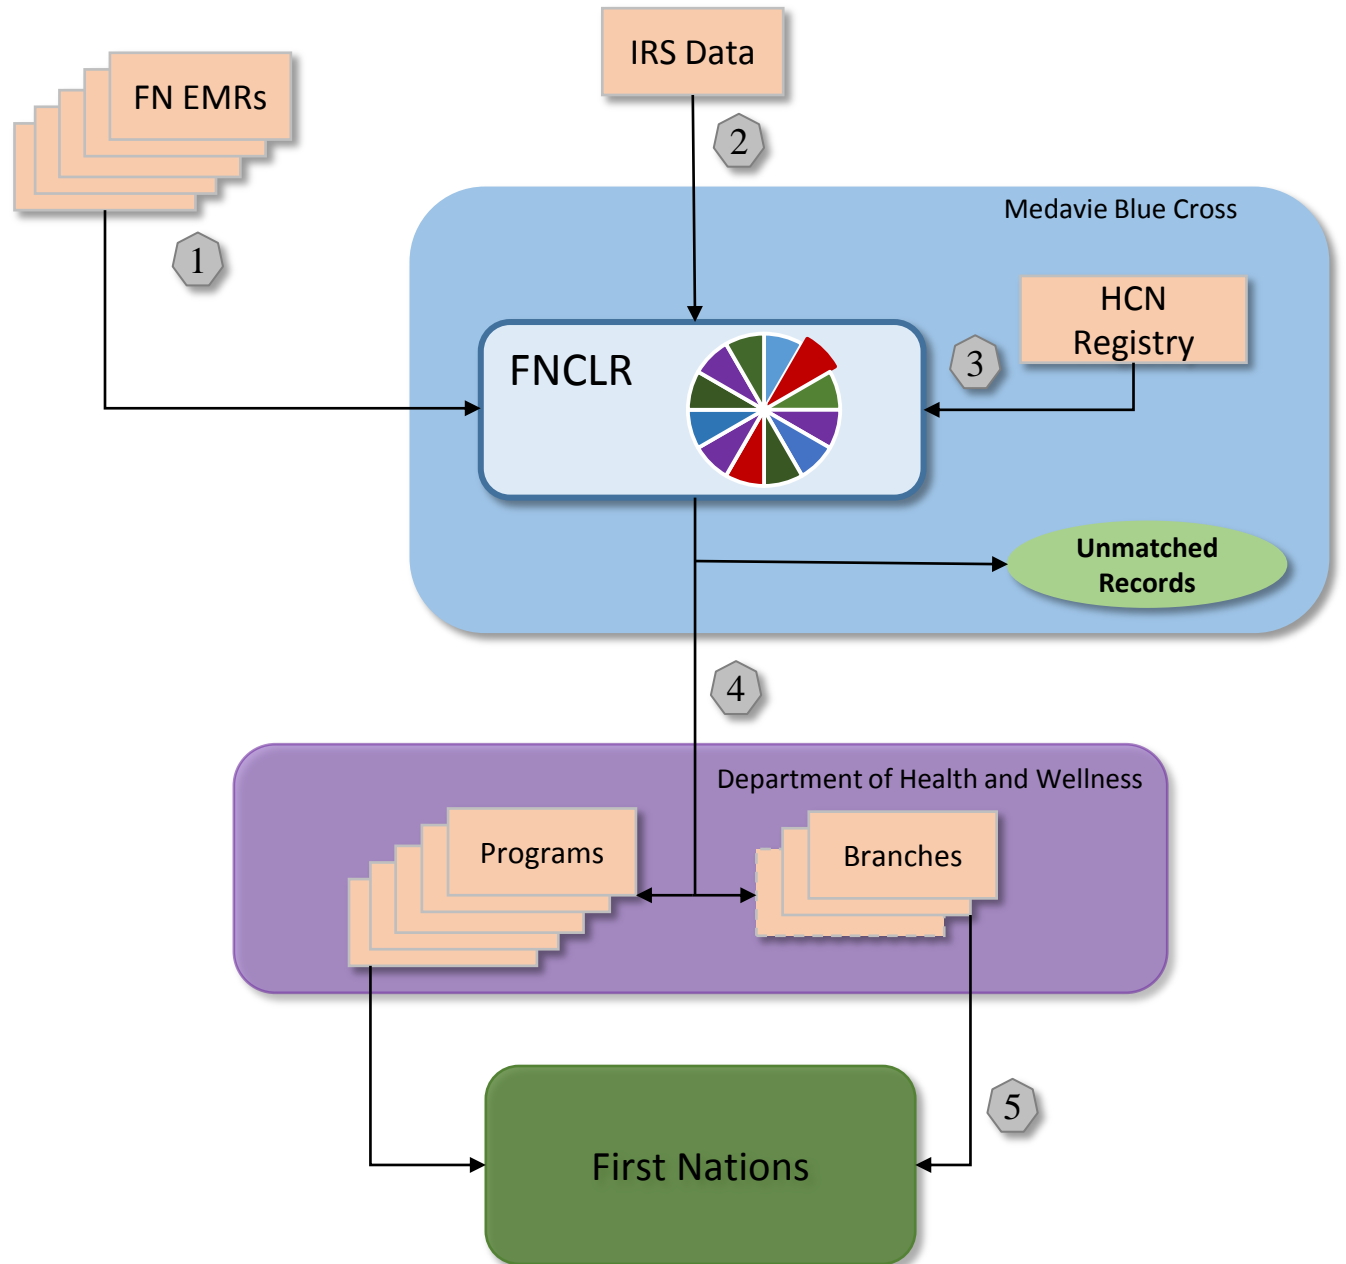 IRS Data
FN EMRs
2
Medavie Blue Cross
1
HCN
Registry
3
FNCLR
Unmatched
Records
4
Department of Health and Wellness
Programs
Branches
5
First Nations